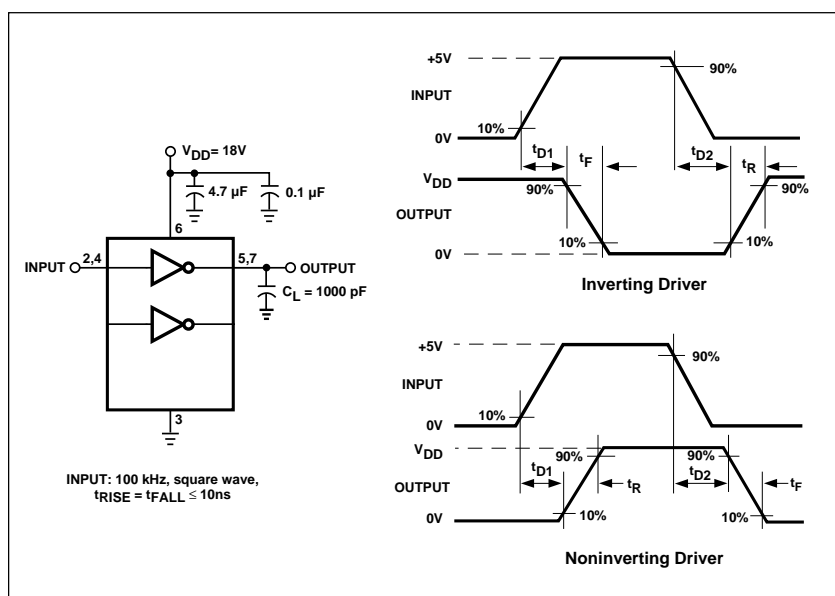 VDD = 18V
4.7 µF
0.1 µF
6
INPUT
2,4
5,7
OUTPUT
CL = 1000 pF
3
INPUT: 100 kHz, square wave,
tRISE = tFALL ≤ 10ns
+5V
INPUT
0V
10%
90%
tD1
tF
tD2
tR
VDD
90%
90%
OUTPUT
0V
10%
10%
Inverting Driver
+5V
INPUT
0V
10%
90%
VDD
tD1
90%
tR
90%
tD2
tF
OUTPUT
0V
10%
10%
Noninverting Driver